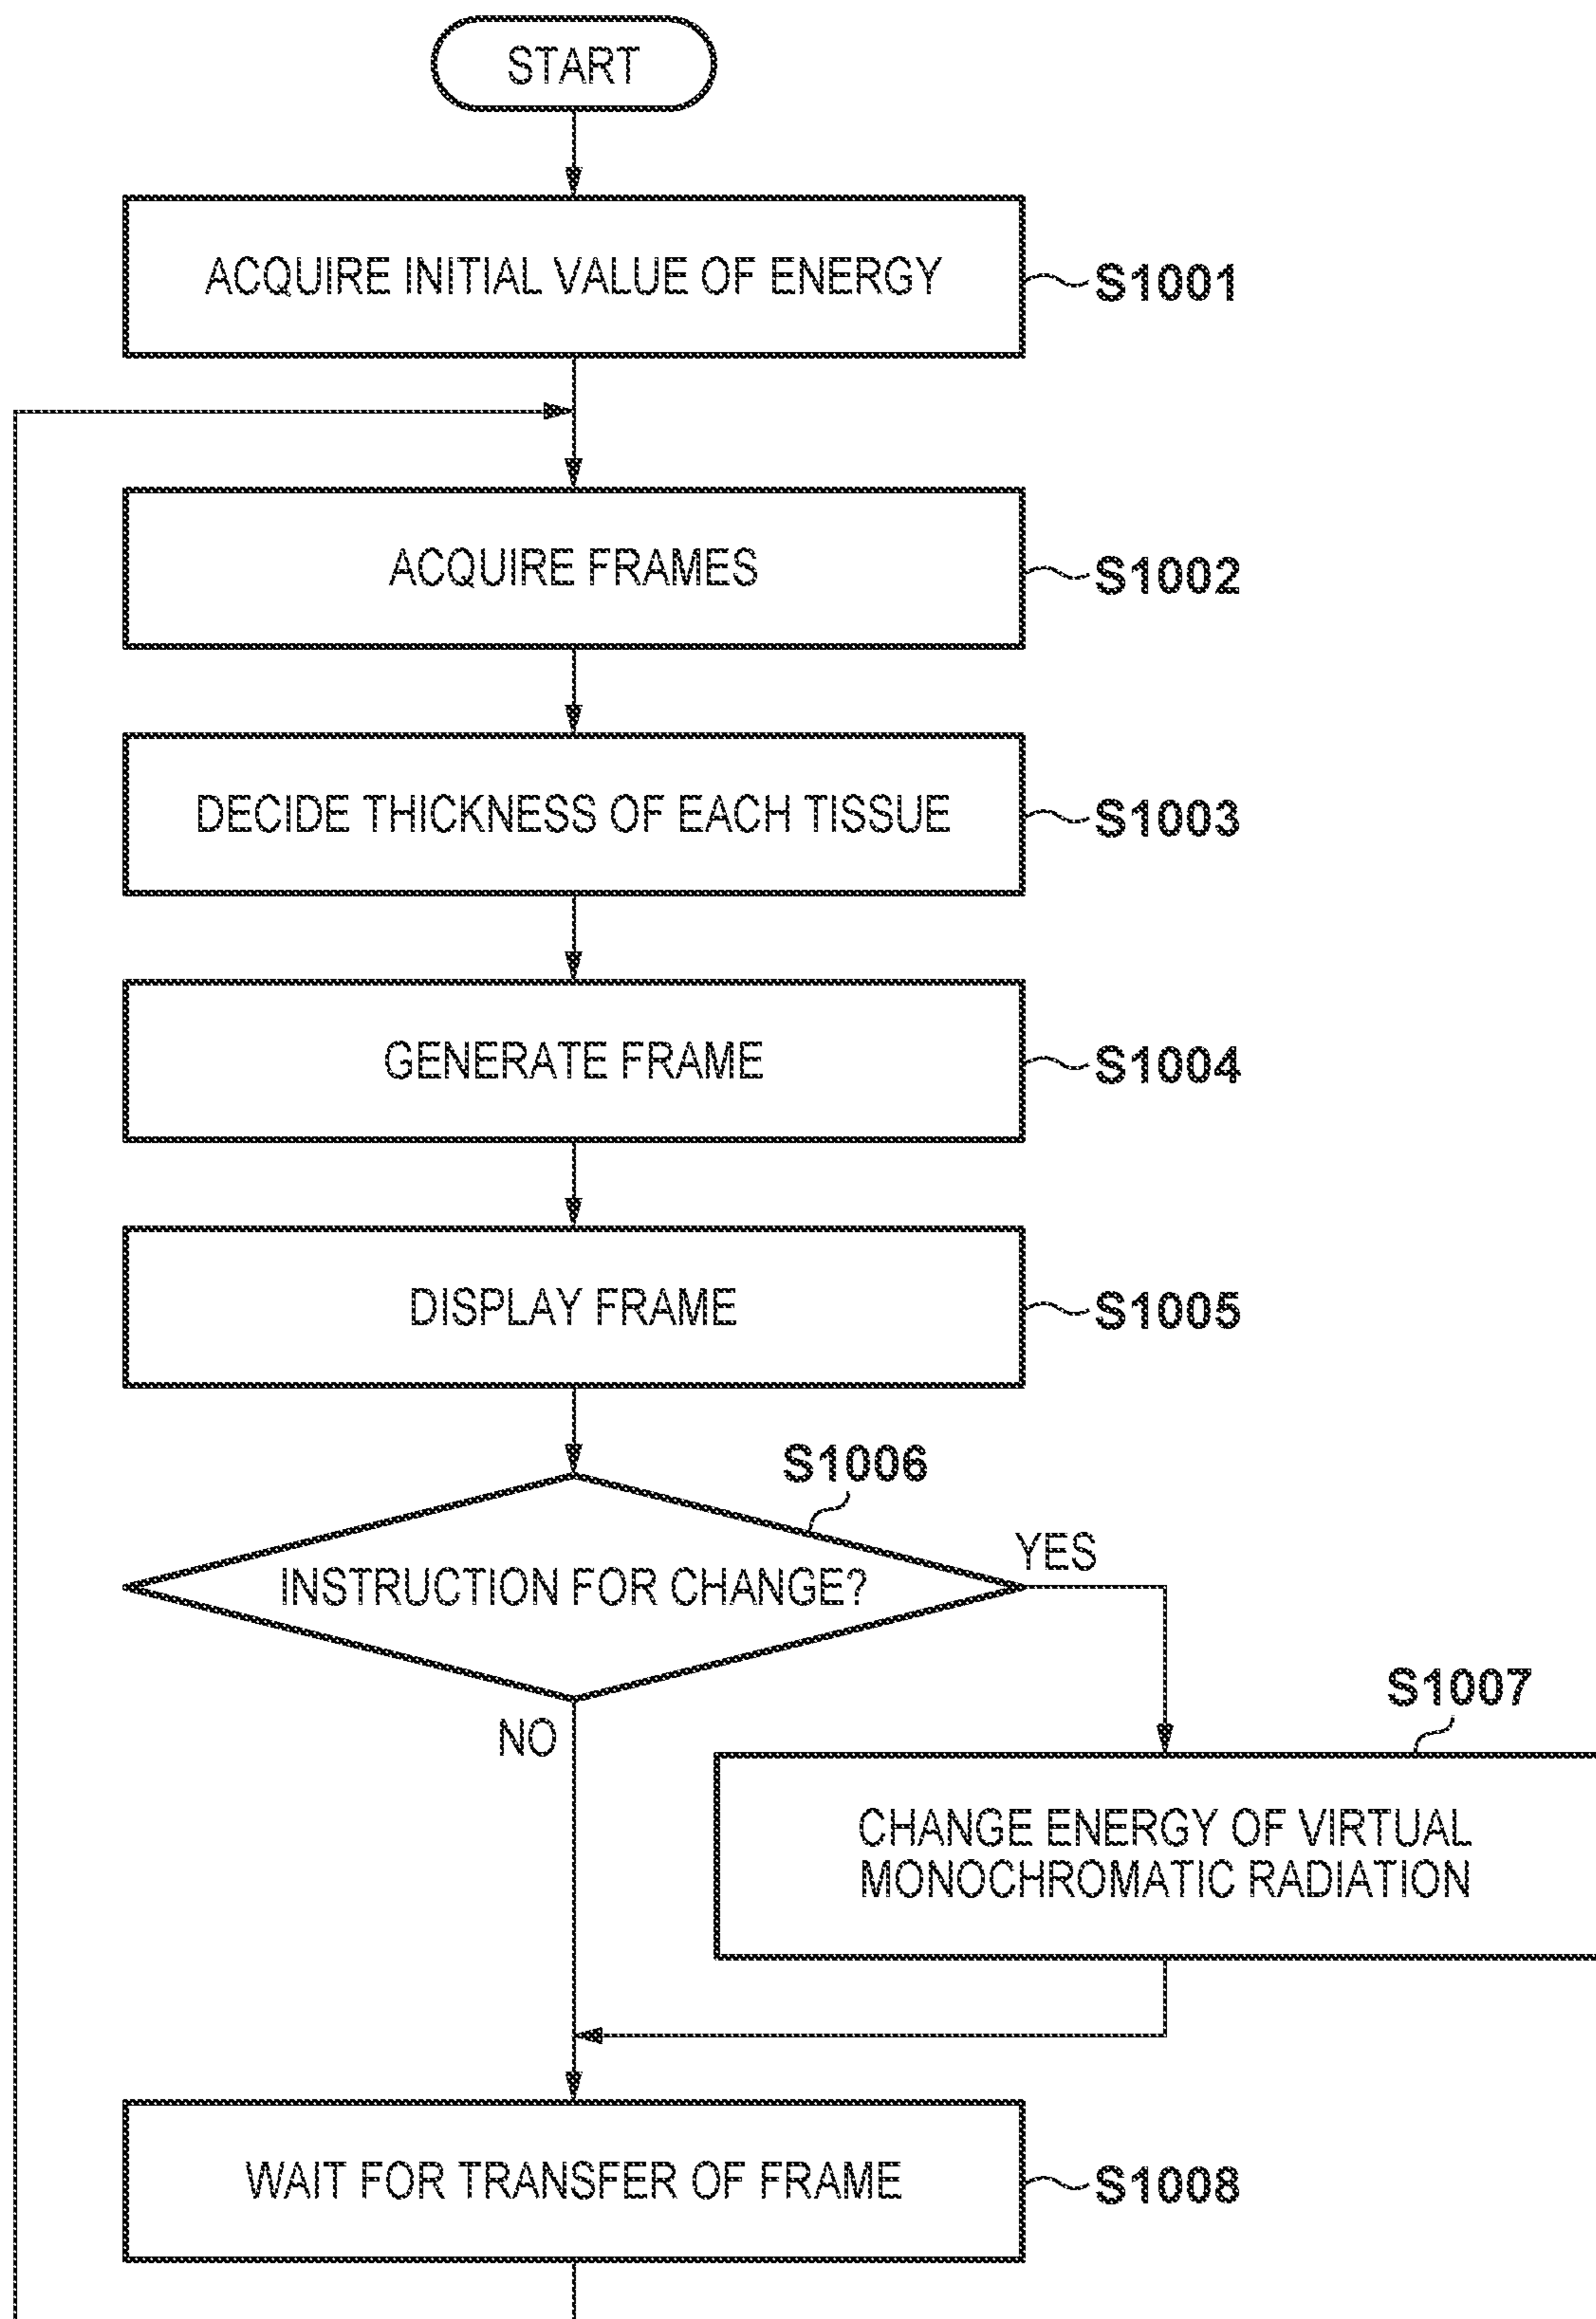 START
ACQUIRE INITIAL VALUE OF ENERGY
S1001
ACQUIRE FRAMES
S1002
DECIDE THICKNESS OF EACH TISSUE
S1003
GENERATE FRAME
S1004
DISPLAY FRAME
S1005
S1006
INSTRUCTION FOR CHANGE?
YES
NO
S1007
CHANGE ENERGY OF VIRTUAL
MONOCHROMATIC RADIATION
WAIT FOR TRANSFER OF FRAME
S1008